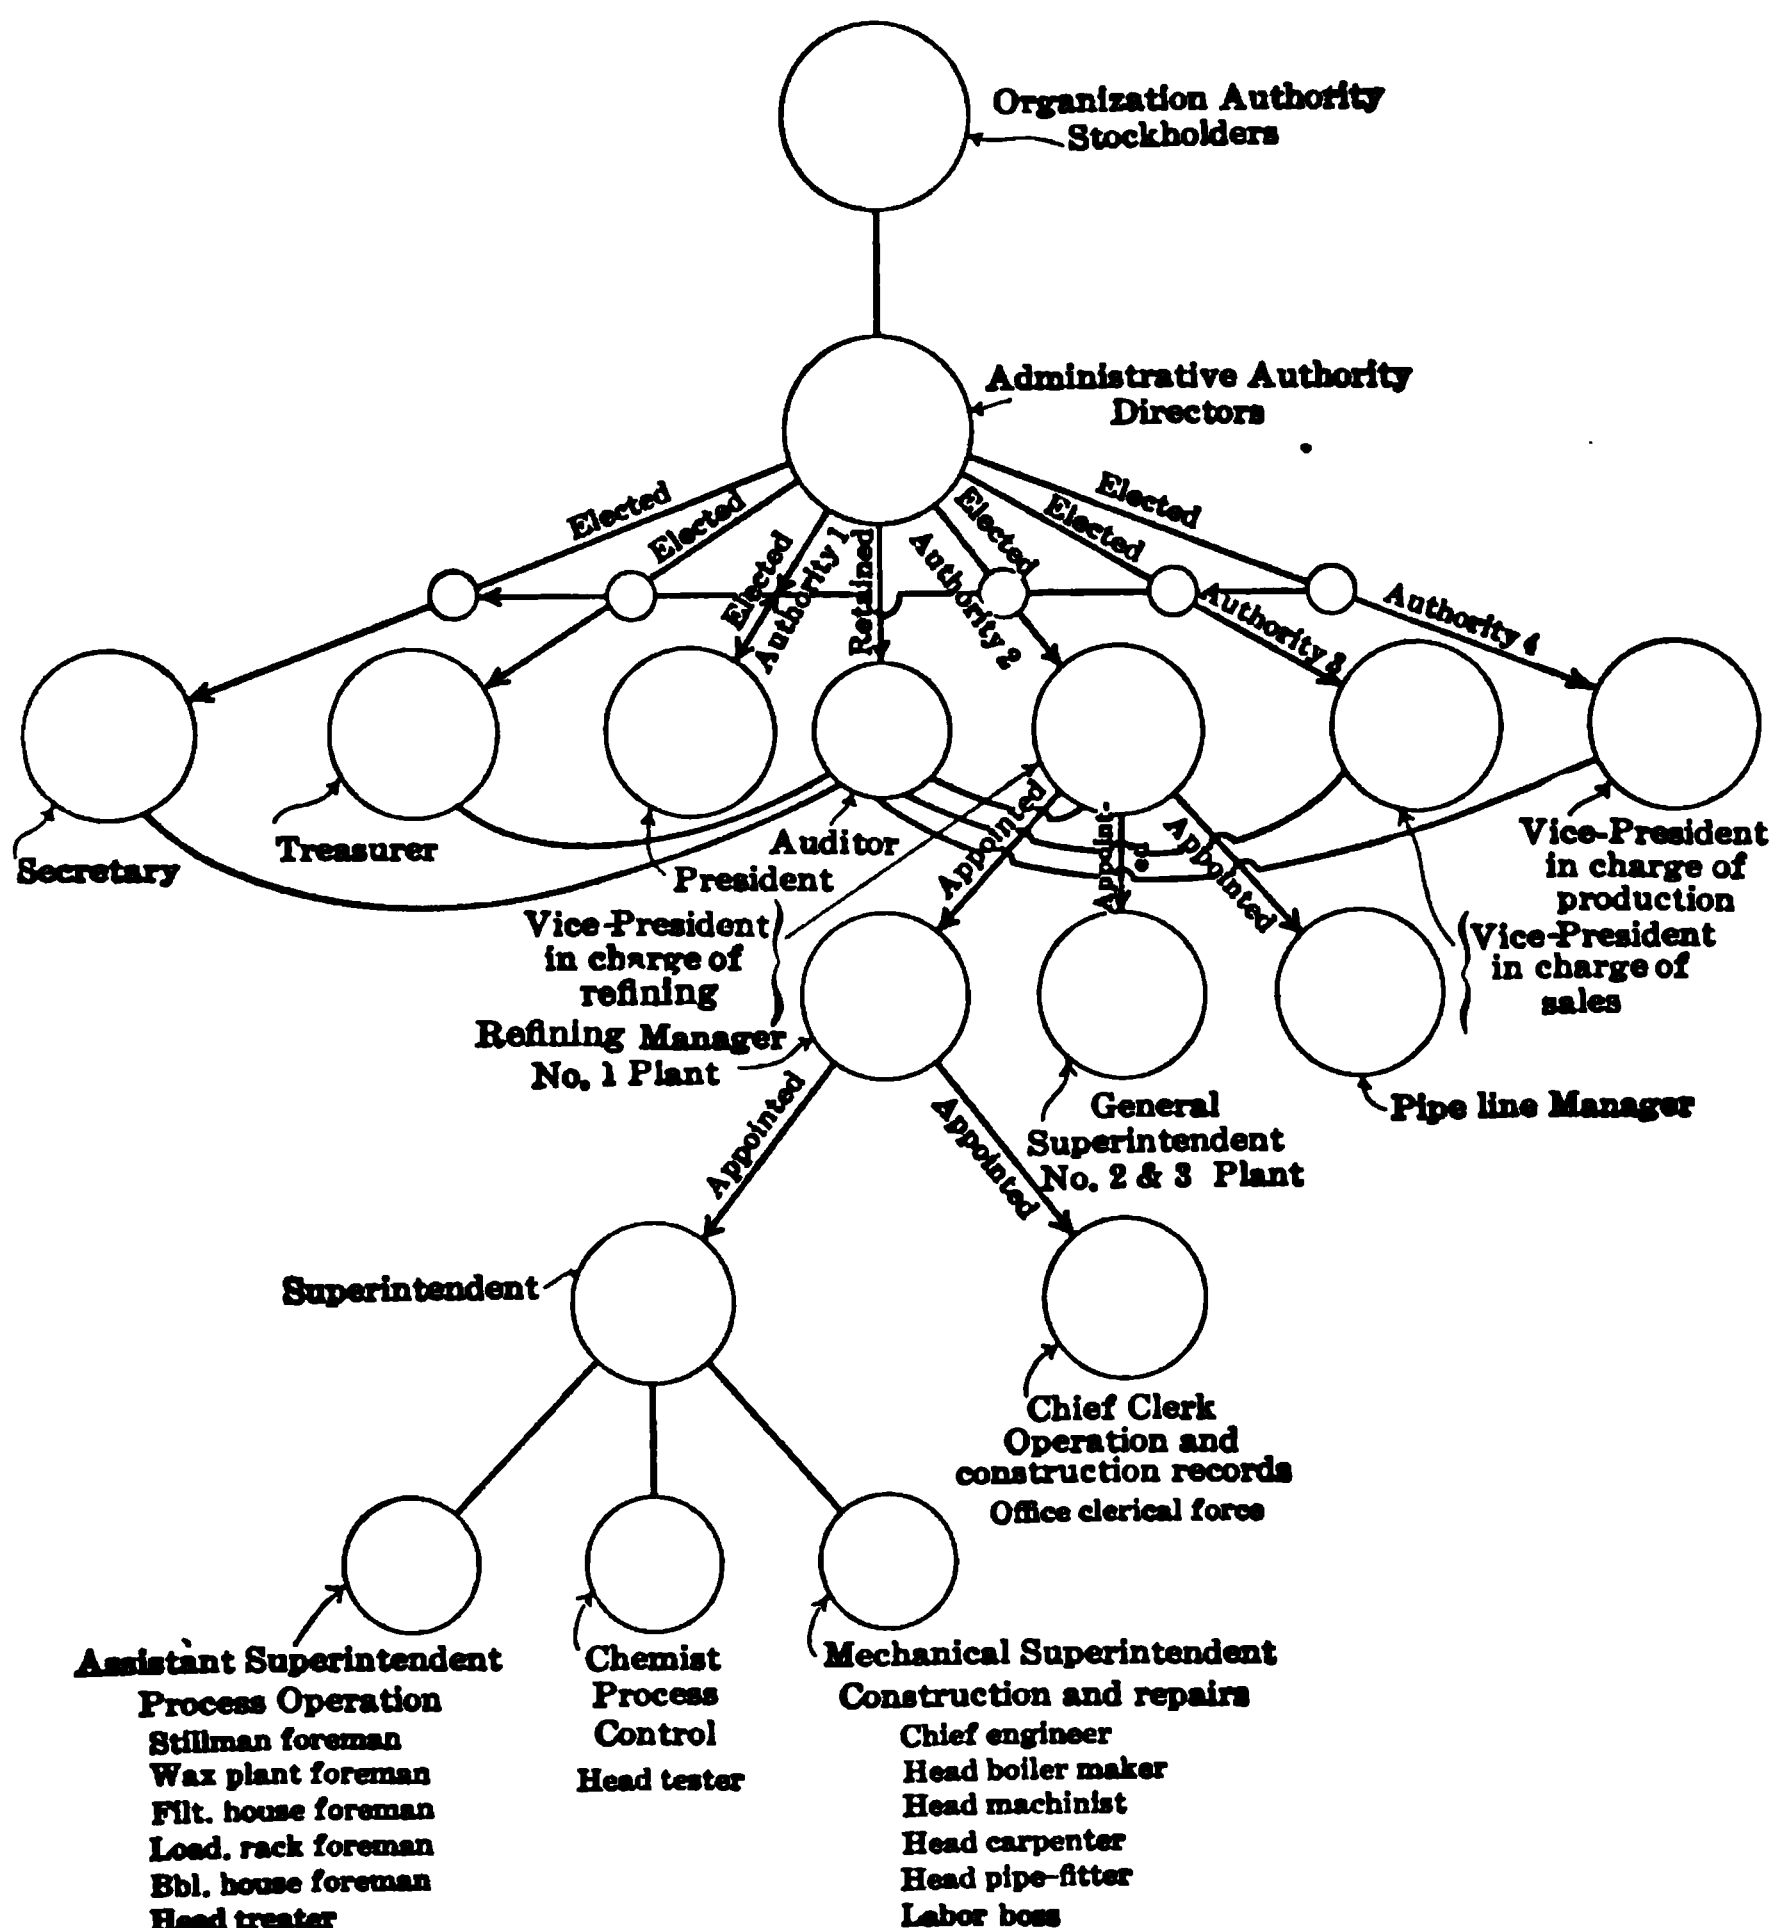 Organization Authority
Stockholders
Administrative Authority
Directors
Elected
Elected
Elected
Authority 1
Retained
Authority 2
Elected
Elected
Elected
Authority 3
Authority 4
Secretary
Treasurer
President
Auditor
Vice-President
in charge of
refining
Vice-President
in charge of
production
Vice-President
in charge of
sales
Appointed
Appoint-
ed
Appointed
Refining Manager
No. 1 Plant
General
Superintendent
No. 2 & 3 Plant
Pipe line Manager
Appointed
Appointed
Superintendent
Chief Clerk
Operation and
construction records
Office clerical force
Assistant Superintendent
Process Operation
Stillman foreman
Wax plant foreman
Filt. house foreman
Load. rack foreman
Bbl. house foreman
Head treater
Chemist
Process
Control
Head tester
Mechanical Superintendent
Construction and repairs
Chief engineer
Head boiler maker
Head machinist
Head carpenter
Head pipe-fitter
Labor boss